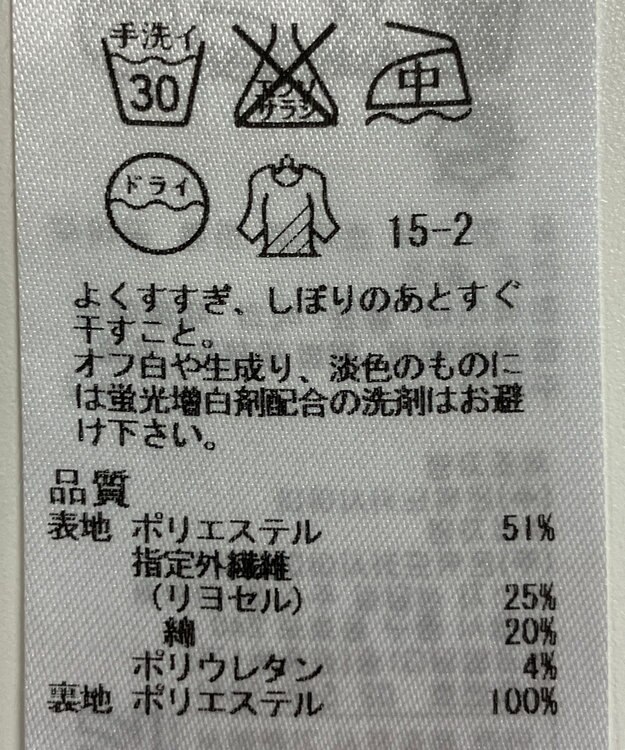 手洗イ
30
エンソ
サラシ
中
ドライ
15-2
よくすすぎ、しぼりのあとすぐ
干すこと。
オフ白や生成り、淡色のものに
は蛍光増白剤配合の洗剤はお避
け下さい。
品質
表地 ポリエステル 51%
指定外繊維
(リヨセル) 25%
綿 20%
ポリウレタン 4%
裏地 ポリエステル 100%